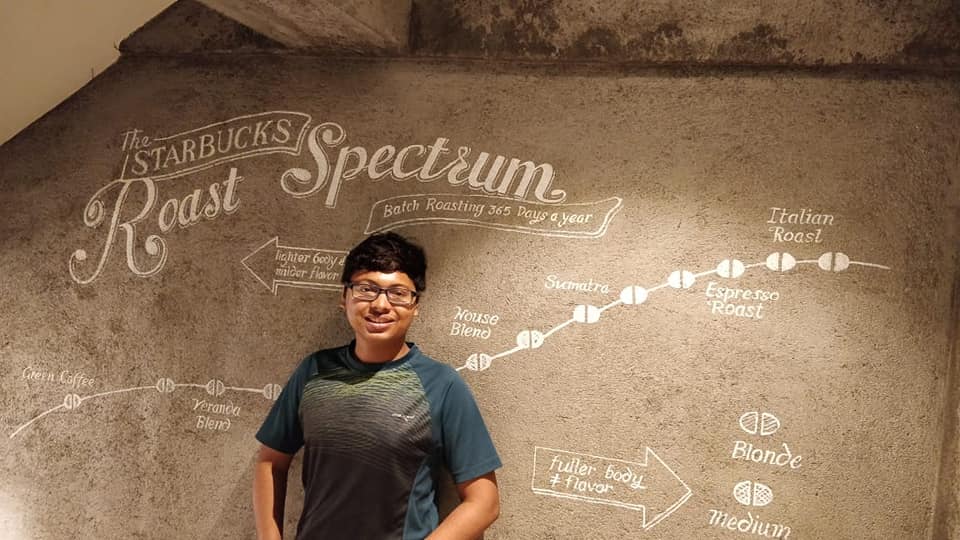 The
STARBUCKS
Roast Spectrum
Batch Roasting 365 Days a year
lighter body &
milder flavor
Italian
Roast
Sumatra
Espresso
Roast
House
Blend
Green Coffee
Veranda
Blend
Blonde
fuller body
& flavor
Medium